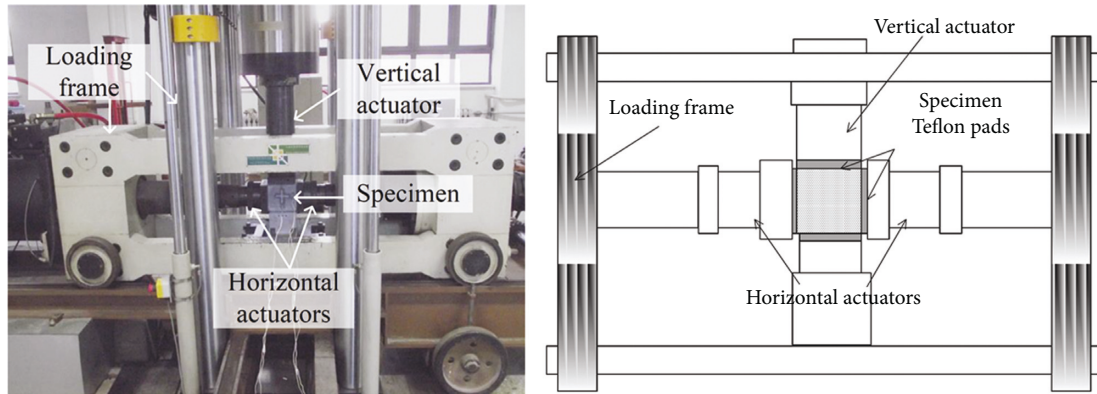 Loading
frame
Vertical
actuator
Specimen
Horizontal
actuators
Vertical actuator
Loading frame
Specimen
Teflon pads
Horizontal actuators